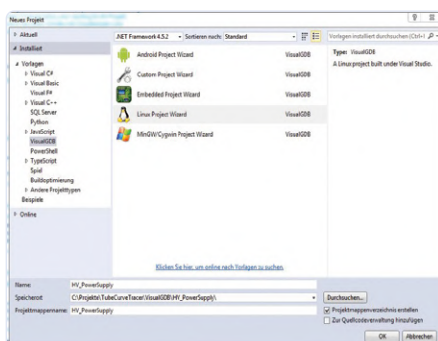 Neues Projekt
Aktuell
.NET Framework 4.5.2
Sortieren nach: Standard
Vorlagen installiert durchsuchen (Ctrl+
Installiert
Vorlagen
Visual C#
Visual Basic
Visual F#
Visual C++
SQL Server
Python
JavaScript
VisualGDB
PowerShell
TypeScript
Spiel
Buildoptimierung
Andere Projekttypen
Beispiele
Online
Android Project Wizard VisualGDB
Custom Project Wizard VisualGDB
Embedded Project Wizard VisualGDB
Linux Project Wizard VisualGDB
MinGW/Cygwin Project Wizard VisualGDB
Type: VisualGDB
A Linux project built under Visual Studio.
Klicken Sie hier, um online nach Vorlagen zu suchen.
Name: HV_PowerSupply
Speicherort: C:\Projekte\TubeCurveTracer\VisualGDB\HV_PowerSupply\
Durchsuchen...
Projektmappenname: HV_PowerSupply
Projektmappenverzeichnis erstellen
Zur Quellcodeverwaltung hinzufügen
OK Abbrechen